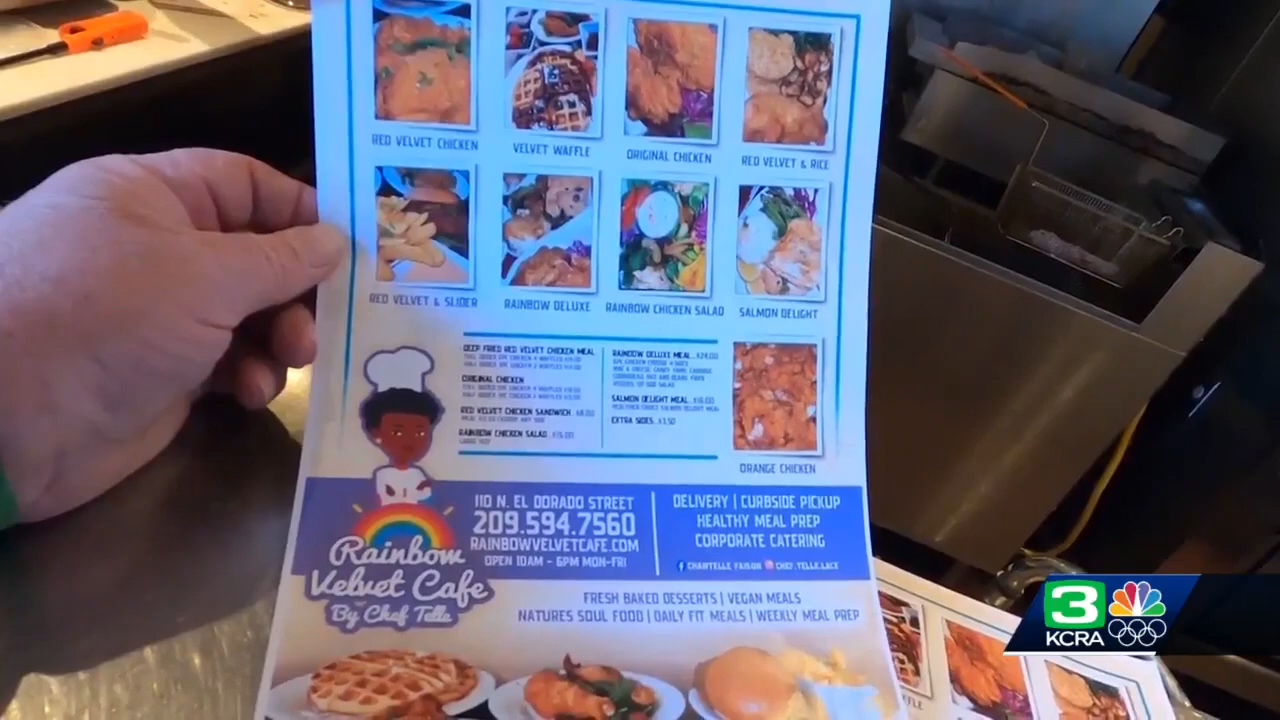 RED VELVET CHICKEN
VELVET WAFFLE
ORIGINAL CHICKEN
RED VELVET & RICE
RED VELVET & SLIDER
RAINBOW DELUXE
RAINBOW CHICKEN SALAD
SALMON DELIGHT
DEEP FRIED RED VELVET CHICKEN MEAL
ORIGINAL CHICKEN
RED VELVET CHICKEN SANDWICH
RAINBOW CHICKEN SALAD
RAINBOW DELUXE MEAL
SALMON DELIGHT MEAL
EXTRA SIDES
ORANGE CHICKEN
Rainbow
Velvet Cafe
By Chef Telle
110 N. EL DORADO STREET
209.594.7560
RAINBOWVELVETCAFE.COM
OPEN 10AM - 6PM MON-FRI
DELIVERY | CURBSIDE PICKUP
HEALTHY MEAL PREP
CORPORATE CATERING
CHANTELLE FAISON CHEF.TELLE.LACE
FRESH BAKED DESSERTS | VEGAN MEALS
NATURES SOUL FOOD | DAILY FIT MEALS | WEEKLY MEAL PREP
3
KCRA